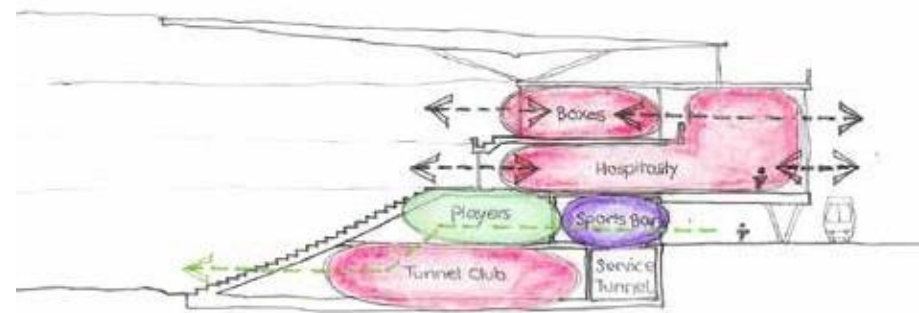 Boxes
Hospitality
Players
Sports Bar
Tunnel Club
Service
Tunnel